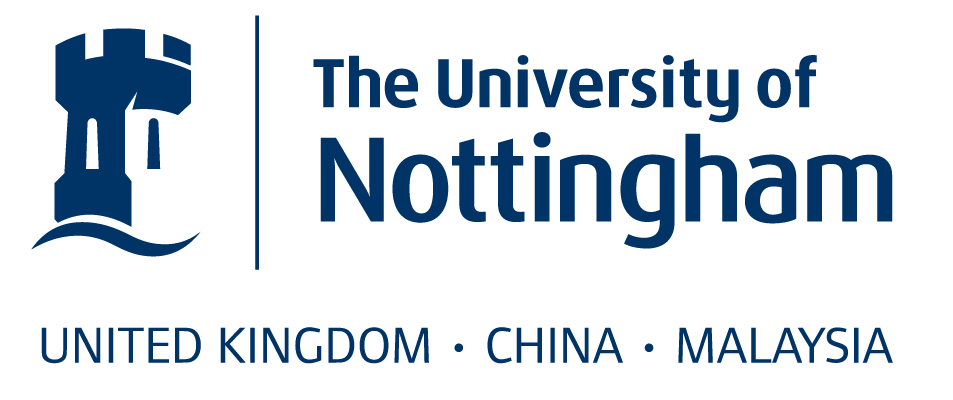 The University of
Nottingham
UNITED KINGDOM · CHINA · MALAYSIA